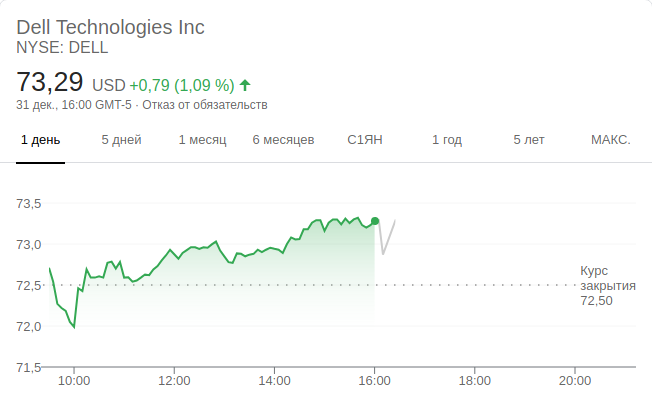 Dell Technologies Inc
NYSE: DELL
73,29 USD +0,79 (1,09 %)
31 дек., 16:00 GMT-5 · Отказ от обязательств
1 день 5 дней 1 месяц 6 месяцев С1ЯН 1 год 5 лет МАКС.
73,5
73,0
72,5
72,0
71,5
Курс
закрытия
72,50
10:00 12:00 14:00 16:00 18:00 20:00